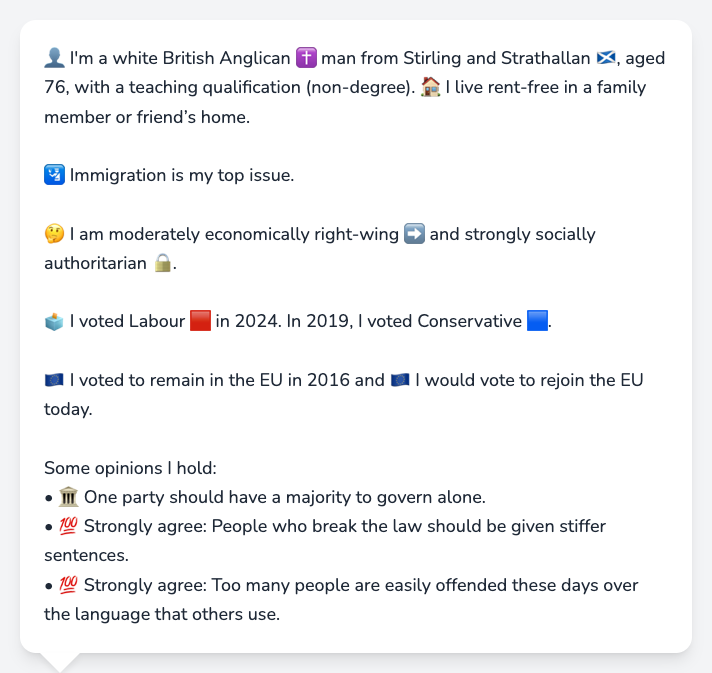 👤 I'm a white British Anglican ✝️ man from Stirling and Strathallan 🏴󠁧󠁢󠁳󠁣󠁴󠁿, aged
76, with a teaching qualification (non-degree). 🏠 I live rent-free in a family
member or friend’s home.
🛂 Immigration is my top issue.
🤔 I am moderately economically right-wing ➡️ and strongly socially
authoritarian 🔒.
🗳️ I voted Labour 🟥 in 2024. In 2019, I voted Conservative 🟦.
🇪🇺 I voted to remain in the EU in 2016 and 🇪🇺 I would vote to rejoin the EU
today.
Some opinions I hold:
• 🏛️ One party should have a majority to govern alone.
• 💯 Strongly agree: People who break the law should be given stiffer
sentences.
• 💯 Strongly agree: Too many people are easily offended these days over
the language that others use.